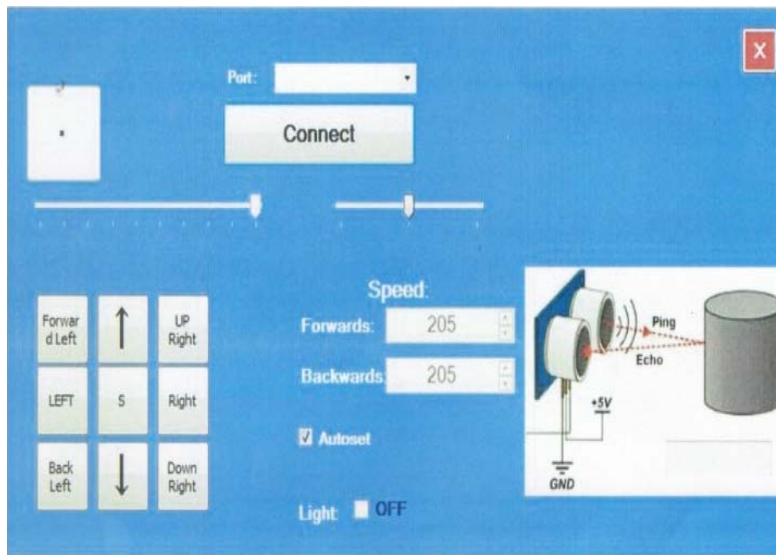 X
Port:
Connect
Speed:
Forwards: 205
Backwards: 205
Autoset
Light: OFF
Forwar
d Left
↑
UP
Right
LEFT
S
Right
Back
Left
↓
Down
Right
Ping
Echo
+5V
GND